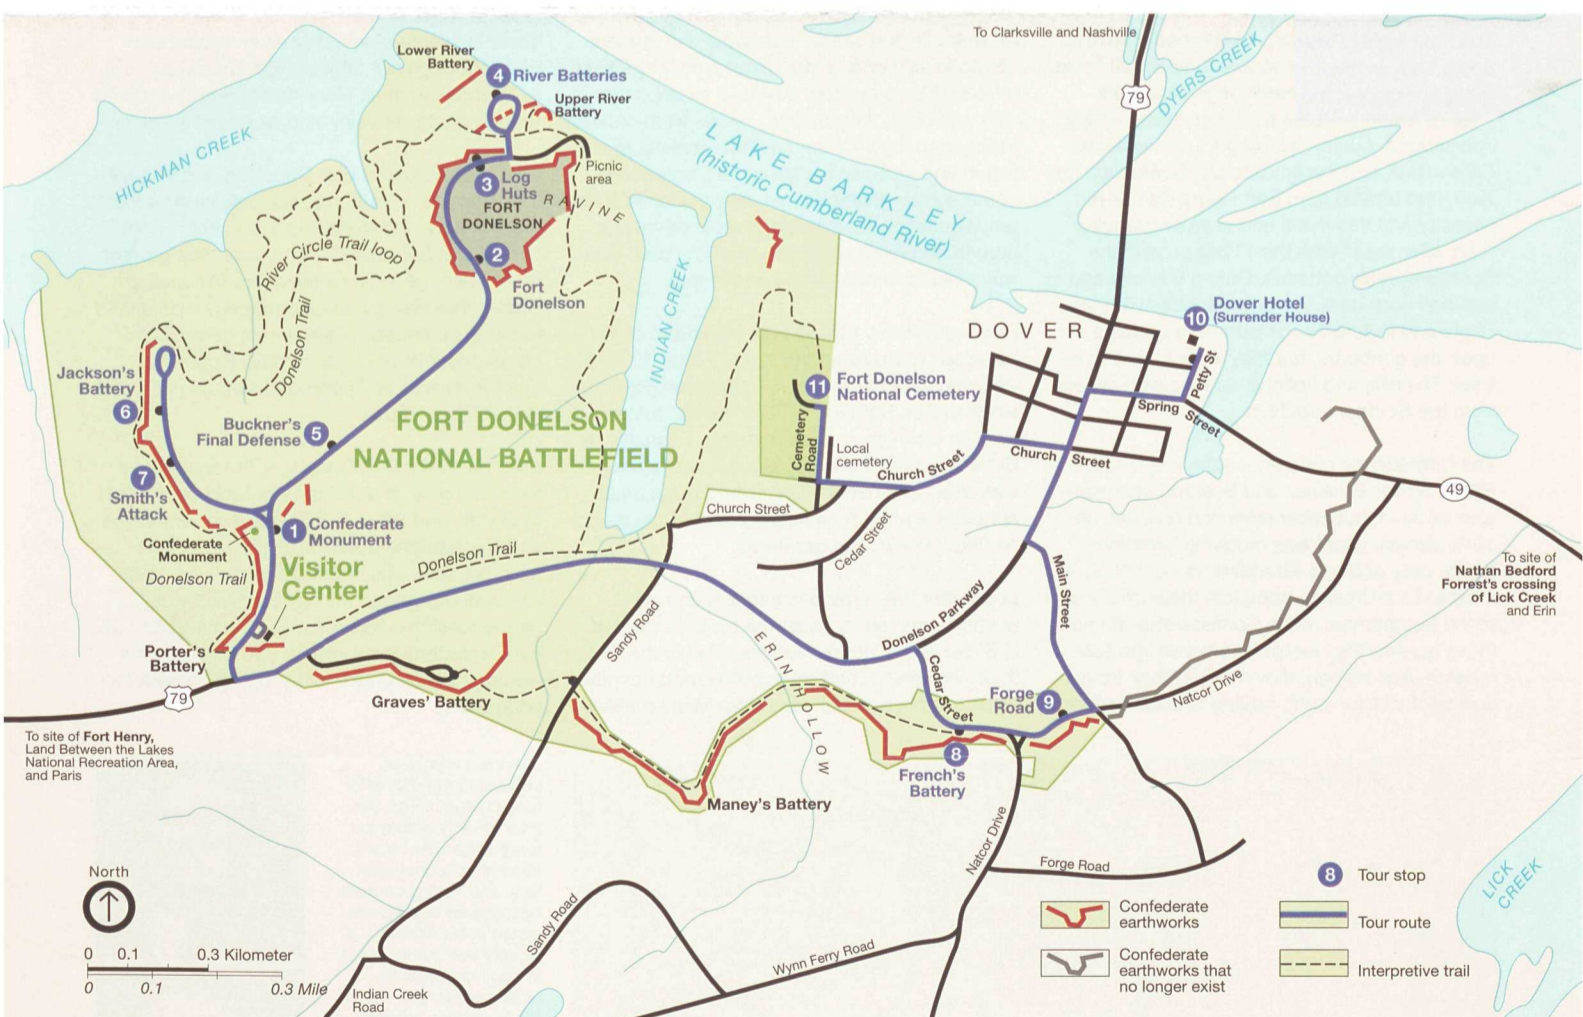 Lower River
Battery
4
River Batteries
Upper River
Battery
Picnic
area
3
Log
Huts
RAVINE
FORT
DONELSON
2
Fort
Donelson
HICKMAN CREEK
River Circle Trail loop
Donelson Trail
Jackson's
Battery
6
Buckner's
Final Defense
5
7
Smith's
Attack
FORT DONELSON
NATIONAL BATTLEFIELD
1
Confederate
Monument
Confederate
Monument
Donelson Trail
Visitor
Center
Donelson Trail
Porter's
Battery
79
Graves' Battery
To site of Fort Henry,
Land Between the Lakes
National Recreation Area,
and Paris
To Clarksville and Nashville
79
DYERS CREEK
LAKE BARKLEY
(historic Cumberland River)
INDIAN CREEK
DOVER
10
Dover Hotel
(Surrender House)
Petty St
Spring Street
11
Fort Donelson
National Cemetery
Cemetery
Road
Local
cemetery
Church Street
Church Street
Church Street
Cedar Street
49
To site of
Nathan Bedford
Forrest's crossing
of Lick Creek
and Erin
Main Street
Donelson Parkway
Sandy Road
ERIN HOLLOW
Cedar Street
Forge
Road
9
Natcor Drive
8
French's
Battery
Maney's Battery
Natcor Drive
Forge Road
LICK
CREEK
Sandy Road
Wynn Ferry Road
Indian Creek
Road
North
0 0.1 0.3 Kilometer
0 0.1 0.3 Mile
8
Tour stop
Confederate
earthworks
Tour route
Confederate
earthworks that
no longer exist
Interpretive trail